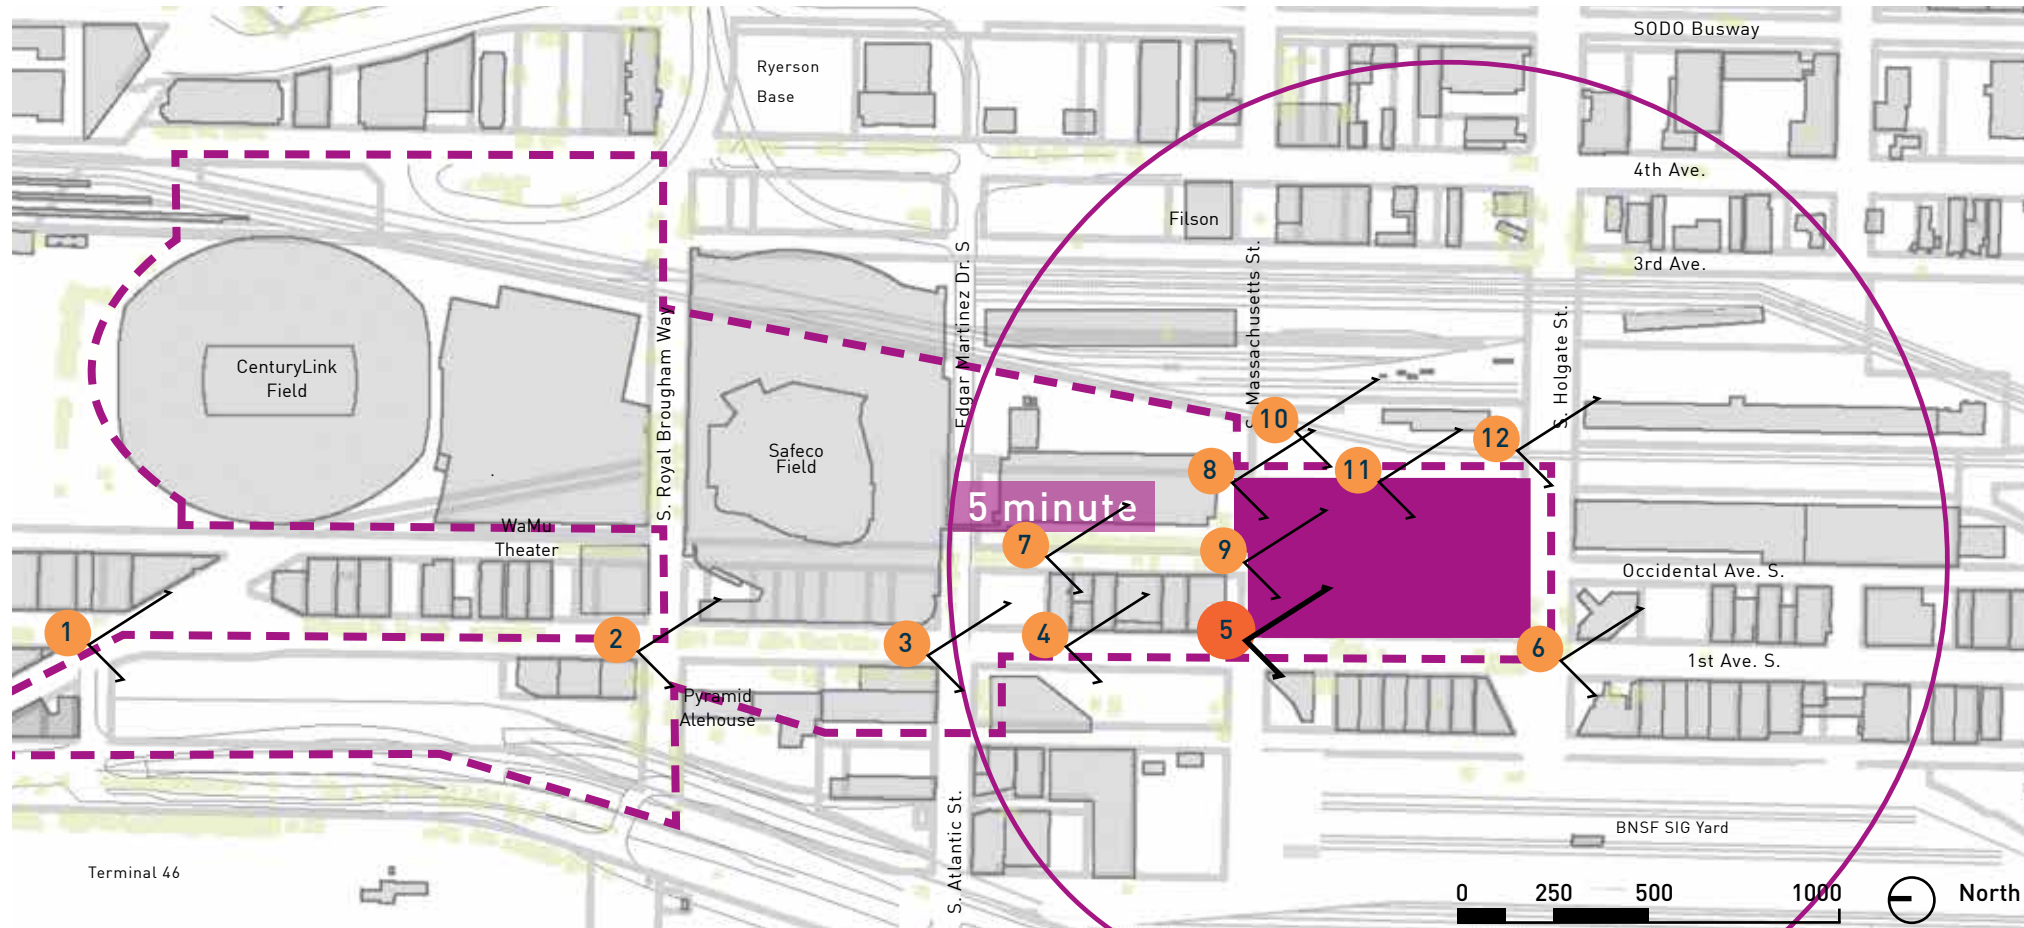 SODO Busway
Ryerson
Base
4th Ave.
Filson
3rd Ave.
Edgar Martinez Dr. S
S. Massachusetts St.
S. Holgate St.
S. Royal Brougham Way
CenturyLink
Field
Safeco
Field
10
12
8
11
5 minute
WaMu
Theater
7
9
Occidental Ave. S.
1
2
3
4
5
6
1st Ave. S.
Pyramid
Alehouse
S. Atlantic St.
BNSF SIG Yard
Terminal 46
0
250
500
1000
North